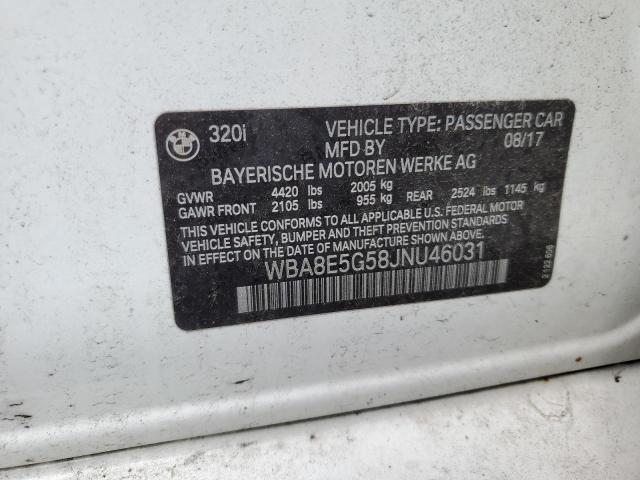 320i VEHICLE TYPE: PASSENGER CAR
MFD BY 08/17
BAYERISCHE MOTOREN WERKE AG
GVWR 4420 lbs 2005 kg
GAWR FRONT 2105 lbs 955 kg REAR 2524 lbs 1145 kg
THIS VEHICLE CONFORMS TO ALL APPLICABLE U.S. FEDERAL MOTOR
VEHICLE SAFETY, BUMPER AND THEFT PREVENTION STANDARDS
IN EFFECT ON THE DATE OF MANUFACTURE SHOWN ABOVE.
WBA8E5G58JNU46031